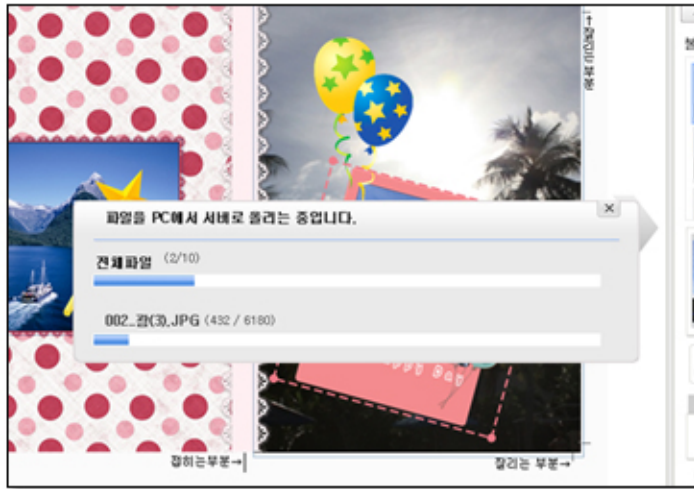 파일을 PC에서 서버로 올리는 중입니다.
전체파일 (2/10)
002_괌(3).JPG (432 / 6180)
접히는부분→
잘리는 부분→